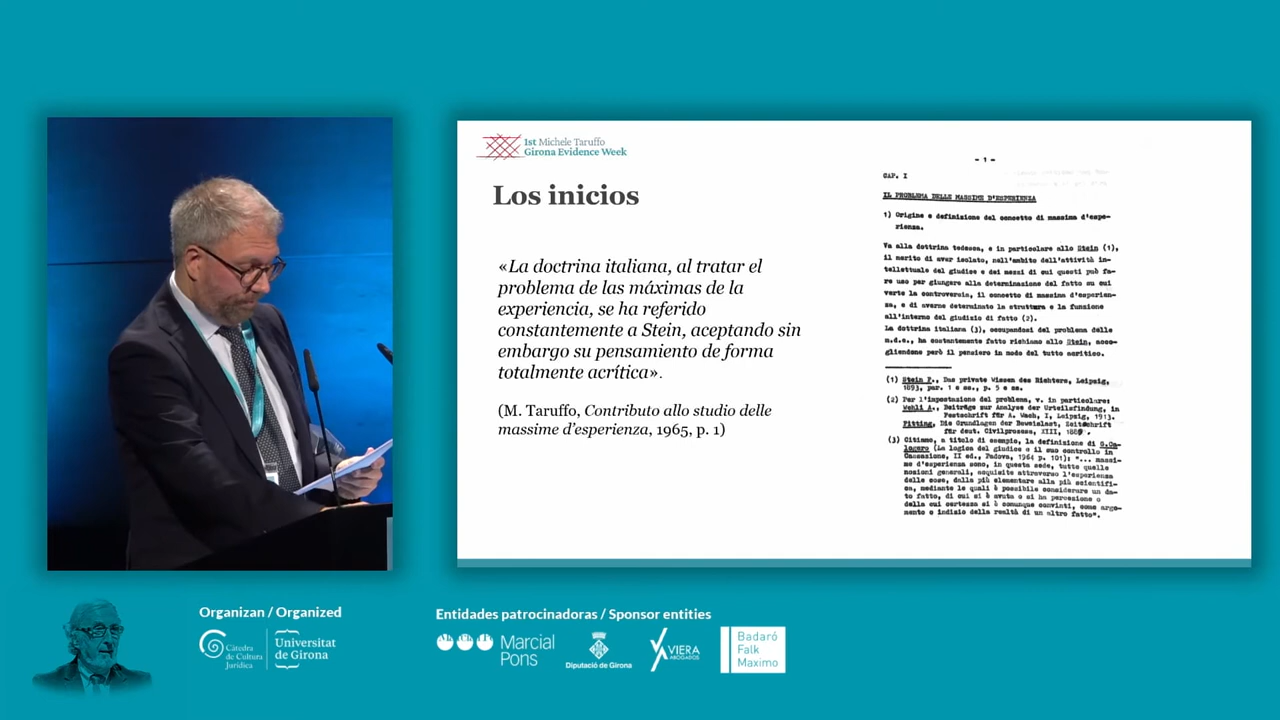 1st Michele Taruffo
Girona Evidence Week
Los inicios
«La doctrina italiana, al tratar el
problema de las máximas de la
experiencia, se ha referido
constantemente a Stein, aceptando sin
embargo su pensamiento de forma
totalmente acrítica».
(M. Taruffo, Contributo allo studio delle
massime d'esperienza, 1965, p. 1)
- 1 -
CAP. I
IL PROBLEMA DELLE MASSIME D'ESPERIENZA
1) Origine e definizione del concetto di massima d'espe-
rienza.
Va alla dottrina tedesca, e in particolare allo Stein (1),
il merito di aver isolato, nell'ambito dell'attività in-
tellettuale del giudice e dei mezzi di cui questi può fa-
re uso per giungere alla determinazione del fatto su cui
verte la controversia, il concetto di massima d'esperien-
za, e di averne determinato la struttura e la funzione
all'interno del giudizio di fatto (2).
La dottrina italiana (3), occupandosi del problema delle
m.d.e., ha costantemente fatto richiamo allo Stein, acco-
gliendone però il pensiero in modo del tutto acritico.
(1) Stein F., Das private Wissen des Richters, Leipzig,
1893, par. 1 e ss., p. 5 e ss.
(2) Per l'impostazione del problema, v. in particolare:
Wehli A., Beiträge zur Analyse der Urteilsfindung, in
Festschrift für A. Wach, I, Leipzig, 1913.
Fitting, Die Grundlagen der Beweislast, Zeitschrift
für deut. Civilprozess, XIII, 1889.
(3) Citiamo, a titolo di esempio, la definizione di G.Ca-
logero (La logica del giudice e il suo controllo in
Cassazione, II ed., Padova, 1964 p. 101): "... massi-
me d'esperienza sono, in questa sede, tutte quelle
nozioni generali, acquisite attraverso l'esperienza
delle cose, dalla più elementare alla più scientifi-
ca, mediante le quali è possibile considerare un da-
to fatto, di cui si è avuta o si ha percezione o
della cui certezza si è comunque convinti, come argo-
mento o indizio della realtà di un altro fatto".
Organizan / Organized
Càtedra
de Cultura
Jurídica
Universitat
de Girona
Entidades patrocinadoras / Sponsor entities
Marcial
Pons
Diputació de Girona
VIERA
ABOGADOS
Badaró
Falk
Maximo